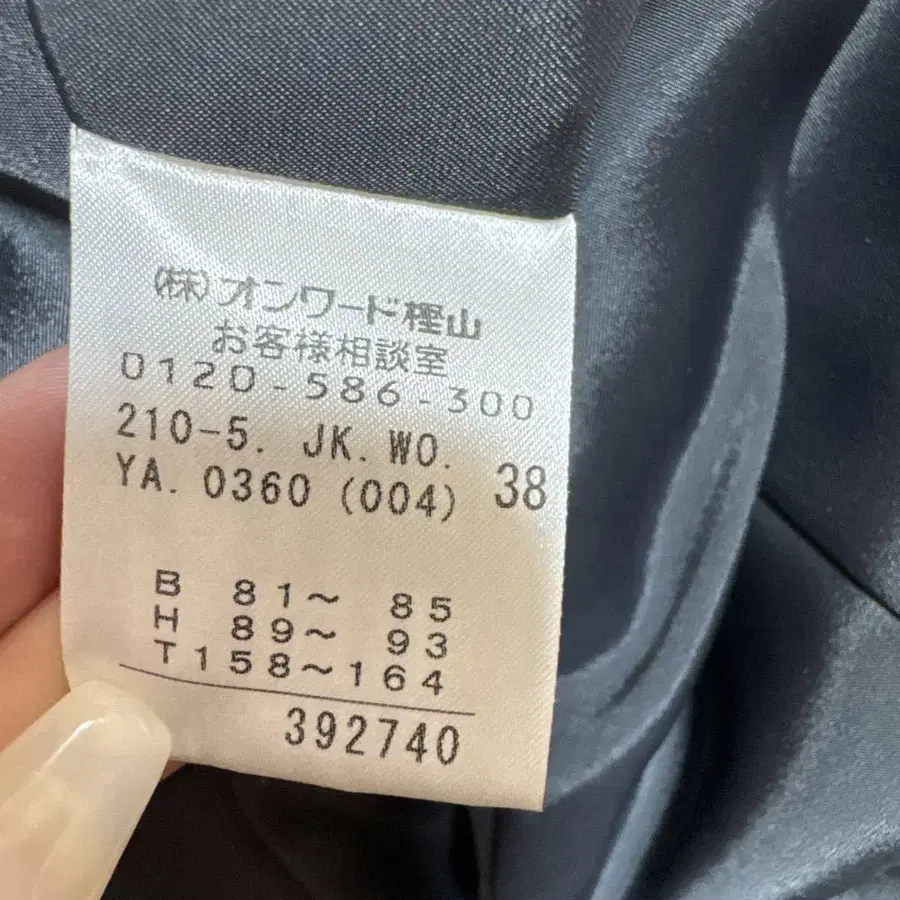 (株)オンワード樫山
お客様相談室
0120-586-300
210-5. JK. WO.
YA. 0360 (004) 38
B 81～ 85
H 89～ 93
T158～164
392740